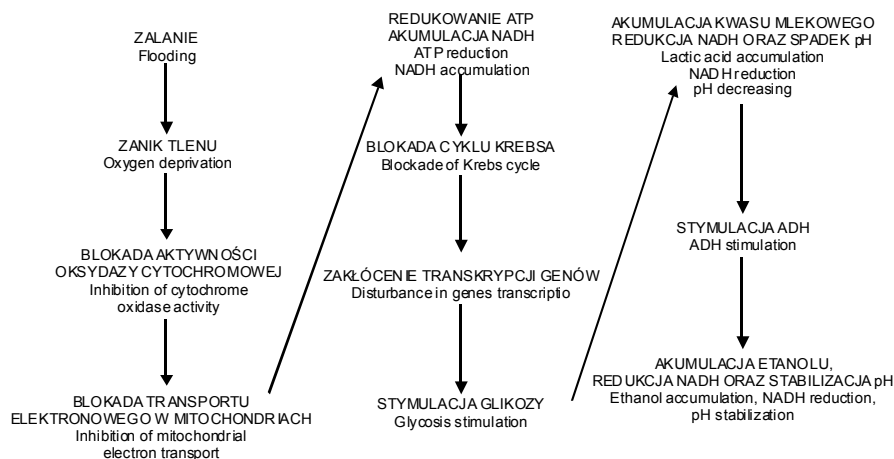 ZALANIE
Flooding
ZANIK TLENU
Oxygen deprivation
BLOKADA AKTYWNOŚCI
OKSYDAZY CYTOCHROMOWEJ
Inhibition of cytochrome
oxidase activity
BLOKADA TRANSPORTU
ELEKTRONOWEGO W MITOCHONDRIACH
Inhibition of mitochondrial
electron transport
REDUKOWANIE ATP
AKUMULACJA NADH
ATP reduction
NADH accumulation
BLOKADA CYKLU KREBSA
Blockade of Krebs cycle
ZAKŁÓCENIE TRANSKRYPCJI GENÓW
Disturbance in genes transcriptio
STYMULACJA GLIKOZY
Glycosis stimulation
AKUMULACJA KWASU MLEKOWEGO
REDUKCJA NADH ORAZ SPADEK pH
Lactic acid accumulation
NADH reduction
pH decreasing
STYMULACJA ADH
ADH stimulation
AKUMULACJA ETANOLU,
REDUKCJA NADH ORAZ STABILIZACJA pH
Ethanol accumulation, NADH reduction,
pH stabilization